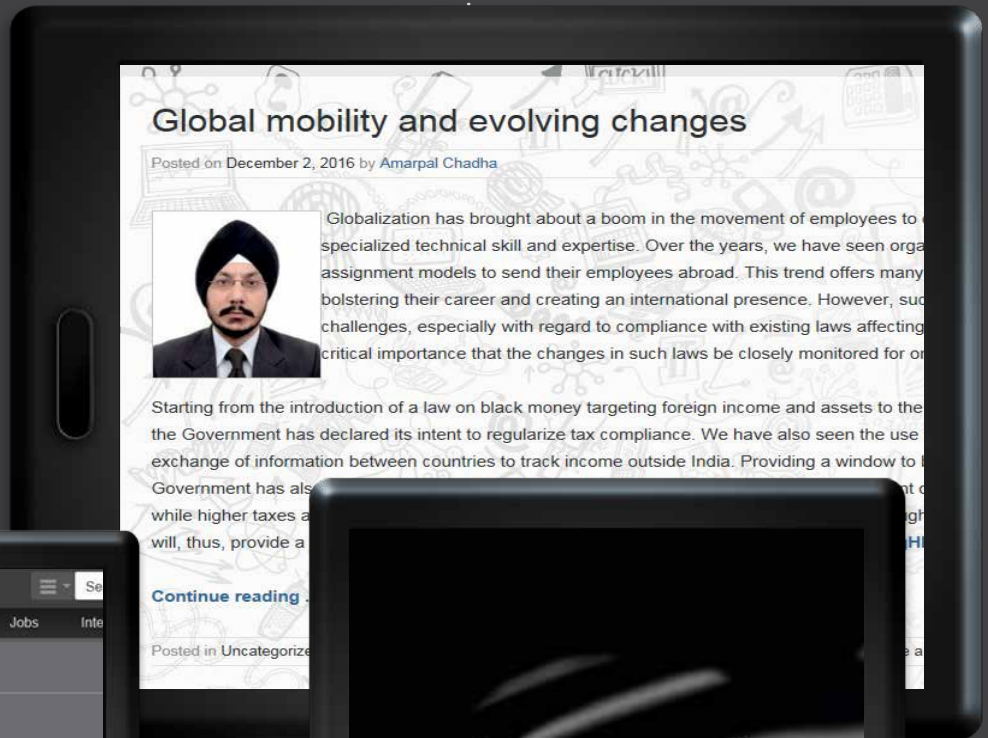 Global mobility and evolving changes
Posted on December 2, 2016 by Amarpal Chadha
Globalization has brought about a boom in the movement of employees to
specialized technical skill and expertise. Over the years, we have seen
assignment models to send their employees abroad. This trend offers many
bolstering their career and creating an international presence. However,
challenges, especially with regard to compliance with existing laws affecting
critical importance that the changes in such laws be closely monitored for
Starting from the introduction of a law on black money targeting foreign income and assets to the
the Government has declared its intent to regularize tax compliance. We have also seen the use
exchange of information between countries to track income outside India. Providing a window to
Government has
while higher taxes
will, thus, provide a
Continue reading
Posted in
Jobs